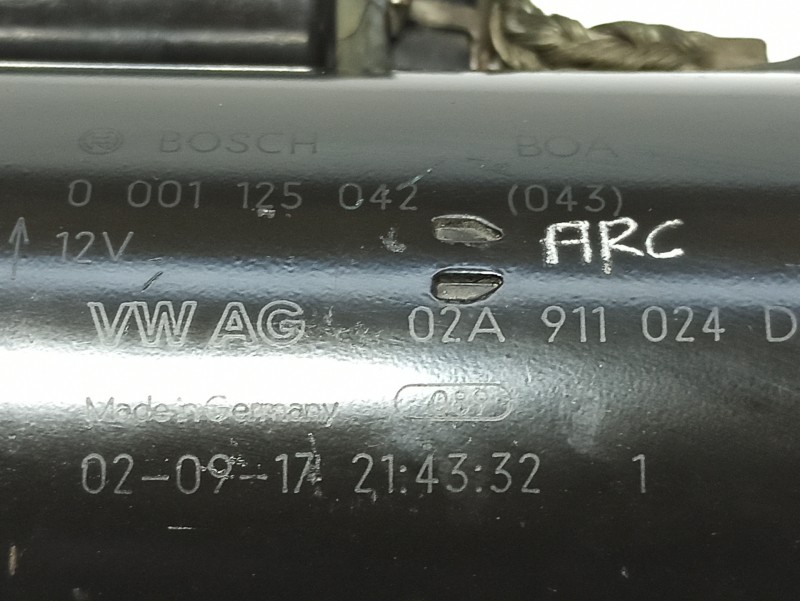 BOSCH BOA
0 001 125 042 (043)
12V ARC
VW AG 02A 911 024 D
Made in Germany
02-09-17 21:43:32 1